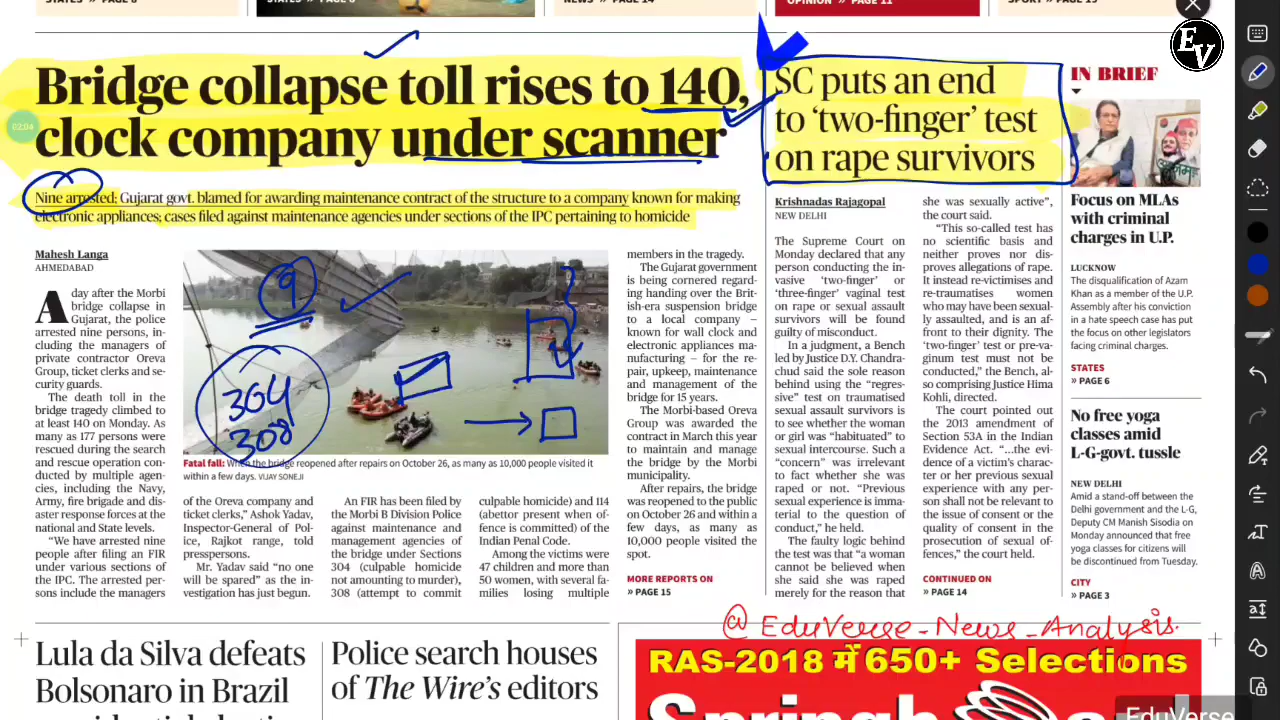 STATES » PAGE 6
STATES » PAGE 8
NEWS » PAGE 14
OPINION » PAGE 11
SPORT » PAGE 15
EV
Bridge collapse toll rises to 140,
clock company under scanner
02:04
Nine arrested; Gujarat govt. blamed for awarding maintenance contract of the structure to a company known for making
electronic appliances; cases filed against maintenance agencies under sections of the IPC pertaining to homicide
Mahesh Langa
AHMEDABAD
A day after the Morbi
bridge collapse in
Gujarat, the police
arrested nine persons, in-
cluding the managers of
private contractor Oreva
Group, ticket clerks and se-
curity guards.
The death toll in the
bridge tragedy climbed to
at least 140 on Monday. As
many as 177 persons were
rescued during the search
and rescue operation con-
ducted by multiple agen-
cies, including the Navy,
Army, fire brigade and dis-
aster response forces at the
national and State levels.
"We have arrested nine
people after filing an FIR
under various sections of
the IPC. The arrested per-
sons include the managers
9
304
308
Fatal fall: When the bridge reopened after repairs on October 26, as many as 10,000 people visited it
within a few days. VIJAY SONEJI
of the Oreva company and
ticket clerks," Ashok Yadav,
Inspector-General of Pol-
ice, Rajkot range, told
presspersons.
Mr. Yadav said "no one
will be spared" as the in-
vestigation has just begun.
An FIR has been filed by
the Morbi B Division Police
against maintenance and
management agencies of
the bridge under Sections
304 (culpable homicide
not amounting to murder),
308 (attempt to commit
culpable homicide) and 114
(abettor present when of-
fence is committed) of the
Indian Penal Code.
Among the victims were
47 children and more than
50 women, with several fa-
milies losing multiple
members in the tragedy.
The Gujarat government
is being cornered regard-
ing handing over the Brit-
ish-era suspension bridge
to a local company –
known for wall clock and
electronic appliances ma-
nufacturing – for the re-
pair, upkeep, maintenance
and management of the
bridge for 15 years.
The Morbi-based Oreva
Group was awarded the
contract in March this year
to maintain and manage
the bridge by the Morbi
municipality.
After repairs, the bridge
was reopened to the public
on October 26 and within a
few days, as many as
10,000 people visited the
spot.
MORE REPORTS ON
» PAGE 15
SC puts an end
to 'two-finger' test
on rape survivors
Krishnadas Rajagopal
NEW DELHI
The Supreme Court on
Monday declared that any
person conducting the in-
vasive 'two-finger' or
'three-finger' vaginal test
on rape or sexual assault
survivors will be found
guilty of misconduct.
In a judgment, a Bench
led by Justice D.Y. Chandra-
chud said the sole reason
behind using the "regres-
sive" test on traumatised
sexual assault survivors is
to see whether the woman
or girl was "habituated" to
sexual intercourse. Such a
"concern" was irrelevant
to fact whether she was
raped or not. "Previous
sexual experience is imma-
terial to the question of
conduct," he held.
The faulty logic behind
the test was that "a woman
cannot be believed when
she said she was raped
merely for the reason that
she was sexually active",
the court said.
"This so-called test has
no scientific basis and
neither proves nor dis-
proves allegations of rape.
It instead re-victimises and
re-traumatises women
who may have been sexual-
ly assaulted, and is an af-
front to their dignity. The
'two-finger' test or pre-va-
ginum test must not be
conducted," the Bench, al-
so comprising Justice Hima
Kohli, directed.
The court pointed out
the 2013 amendment of
Section 53A in the Indian
Evidence Act. "...the evi-
dence of a victim's charac-
ter or her previous sexual
experience with any per-
son shall not be relevant to
the issue of consent or the
quality of consent in the
prosecution of sexual of-
fences," the court held.
CONTINUED ON
» PAGE 14
IN BRIEF
Focus on MLAs
with criminal
charges in U.P.
LUCKNOW
The disqualification of Azam
Khan as a member of the U.P.
Assembly after his conviction
in a hate speech case has put
the focus on other legislators
facing criminal charges.
STATES
» PAGE 6
No free yoga
classes amid
L-G-govt. tussle
NEW DELHI
Amid a stand-off between the
Delhi government and the L-G,
Deputy CM Manish Sisodia on
Monday announced that free
yoga classes for citizens will
be discontinued from Tuesday.
CITY
» PAGE 3
@ EduVerse-News-Analysis.
Lula da Silva defeats
Bolsonaro in Brazil
Police search houses
of The Wire's editors
RAS-2018 में 650+ Selections
EduVerse